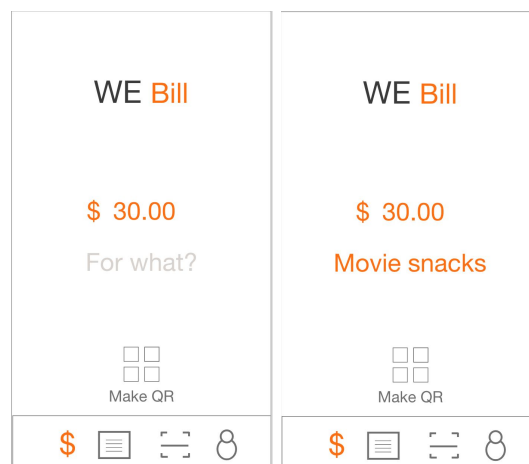 WE Bill
$ 30.00
For what?
Make QR
$
WE Bill
$ 30.00
Movie snacks
Make QR
$